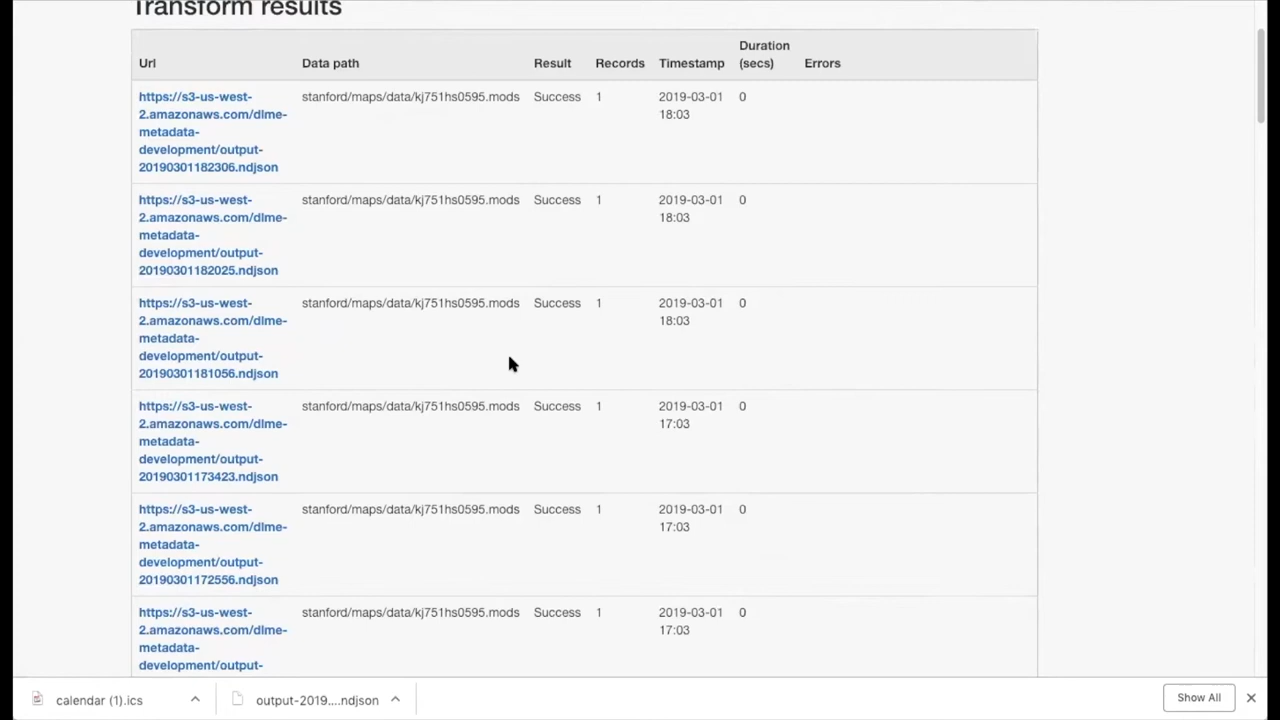 Transform results
Url Data path Result Records Timestamp Duration (secs) Errors
https://s3-us-west-
2.amazonaws.com/dlme-
metadata-
development/output-
20190301182306.ndjson
stanford/maps/data/kj751hs0595.mods Success 1 2019-03-01 0
18:03
https://s3-us-west-
2.amazonaws.com/dlme-
metadata-
development/output-
20190301182025.ndjson
stanford/maps/data/kj751hs0595.mods Success 1 2019-03-01 0
18:03
https://s3-us-west-
2.amazonaws.com/dlme-
metadata-
development/output-
20190301181056.ndjson
stanford/maps/data/kj751hs0595.mods Success 1 2019-03-01 0
18:03
https://s3-us-west-
2.amazonaws.com/dlme-
metadata-
development/output-
20190301173423.ndjson
stanford/maps/data/kj751hs0595.mods Success 1 2019-03-01 0
17:03
https://s3-us-west-
2.amazonaws.com/dlme-
metadata-
development/output-
20190301172556.ndjson
stanford/maps/data/kj751hs0595.mods Success 1 2019-03-01 0
17:03
https://s3-us-west-
2.amazonaws.com/dlme-
metadata-
development/output-
stanford/maps/data/kj751hs0595.mods Success 1 2019-03-01 0
17:03
calendar (1).ics output-2019....ndjson Show All